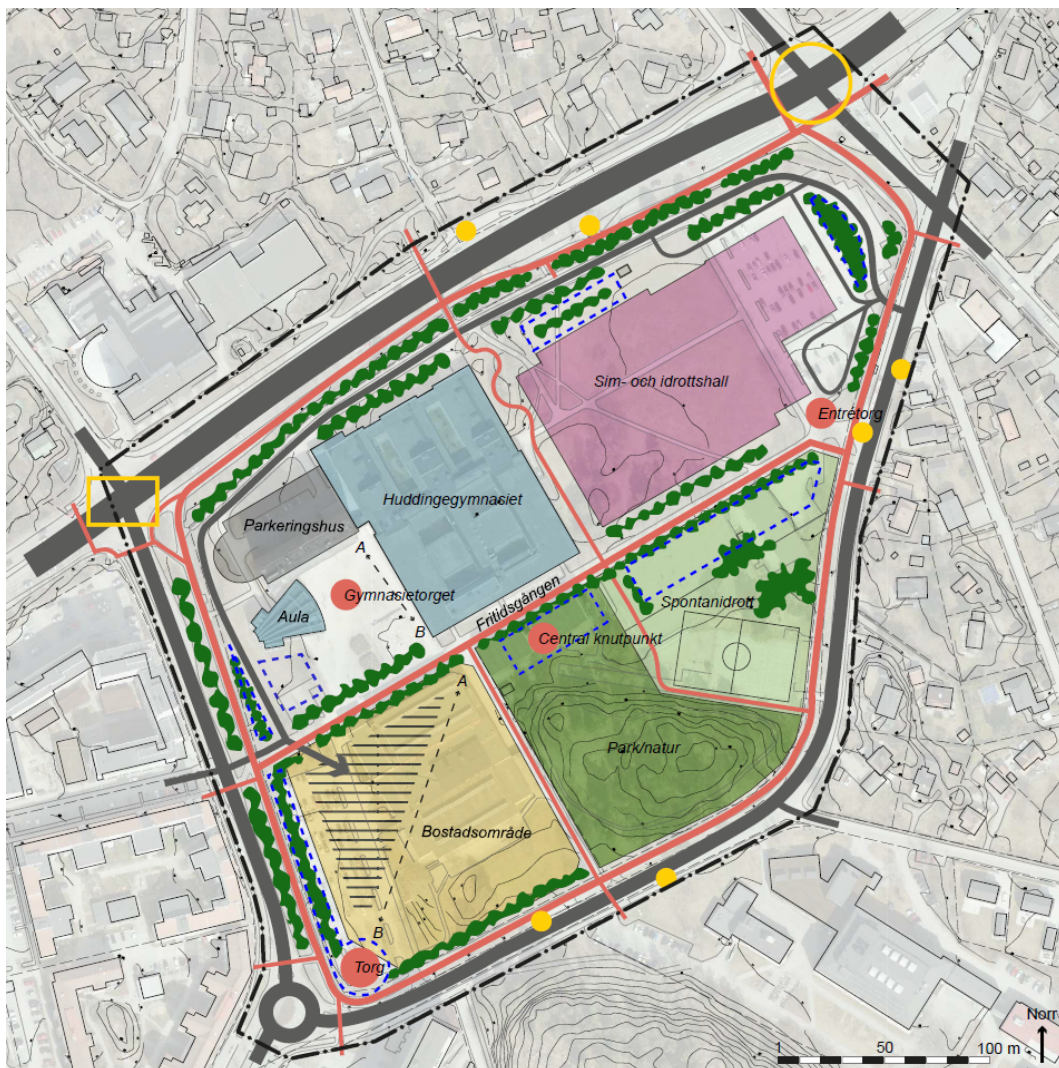 Sim- och idrottshall
Entrétorg
Huddingegymnasiet
Parkeringshus
A
Gymnasietorget
Aula
B
Fritidsgången
Spontanidrott
Central knutpunkt
A
Park/natur
Bostadsområde
B
Torg
Norr
1 50 100 m